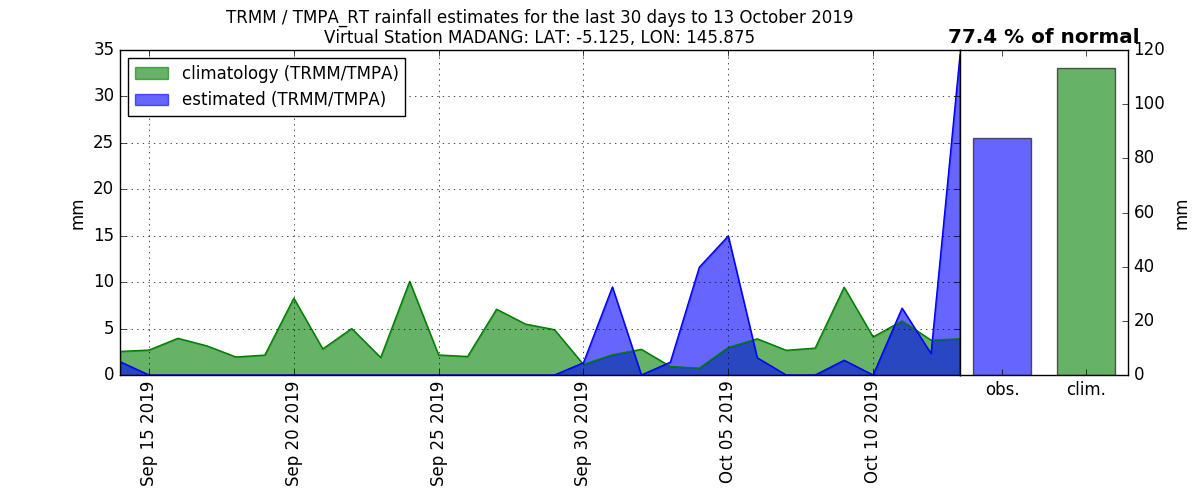 TRMM / TMPA_RT rainfall estimates for the last 30 days to 13 October 2019
Virtual Station MADANG: LAT: -5.125, LON: 145.875
77.4 % of normal
climatology (TRMM/TMPA)
estimated (TRMM/TMPA)
35
30
25
20
15
10
5
0
mm
Sep 15 2019
Sep 20 2019
Sep 25 2019
Sep 30 2019
Oct 05 2019
Oct 10 2019
120
100
80
60
40
20
0
mm
obs.
clim.